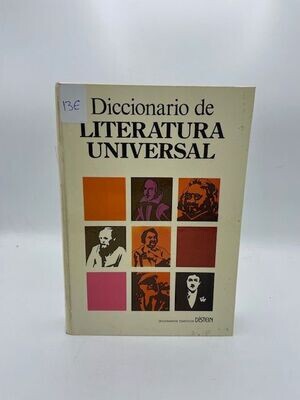 13€
Diccionario de
LITERATURA
UNIVERSAL